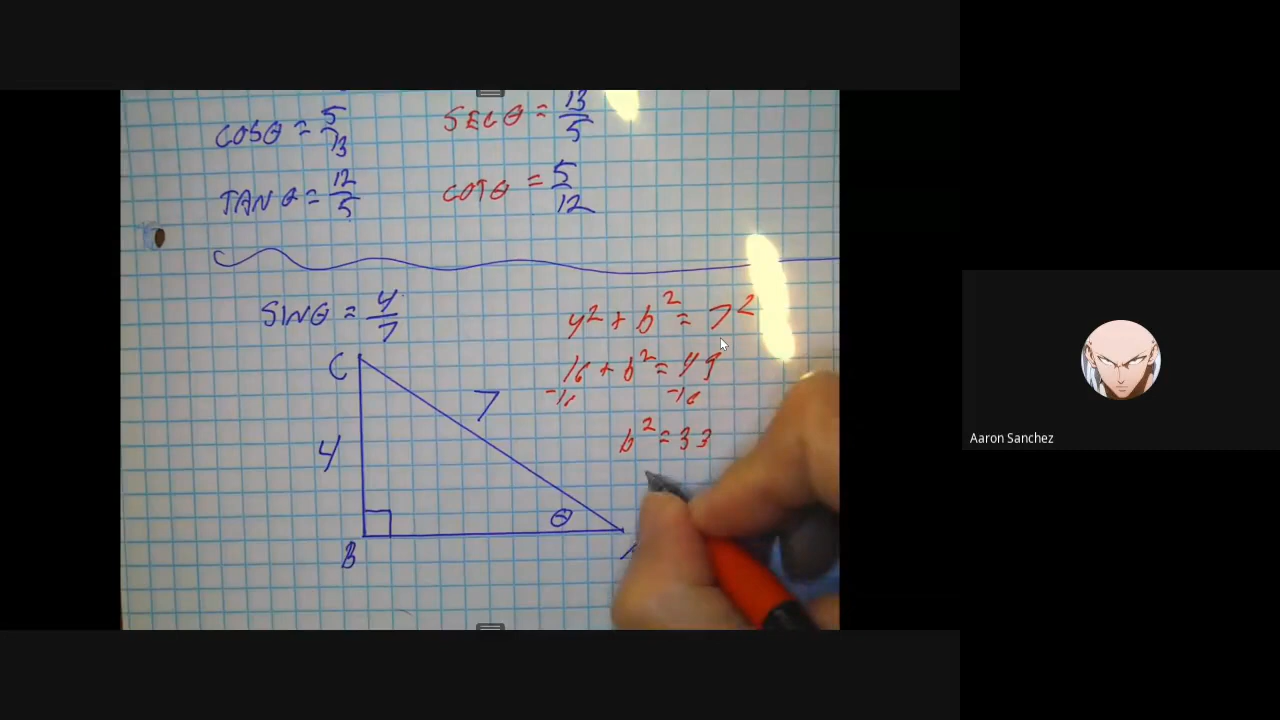 COSθ = 5/13
SECθ = 13/5
TANθ = 12/5
COTθ = 5/12
SINθ = 4/7
4² + b² = 7²
16 + b² = 49
-16 -16
b² = 33
C
7
4
θ
B
Aaron Sanchez